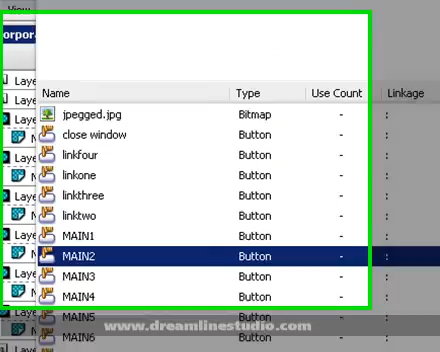 View
orpora
Name Type Use Count Linkage
Laye jpegged.jpg Bitmap - :
Laye close window Button - :
Laye linkfour Button - :
linkone Button - :
Laye linkthree Button - :
linktwo Button - :
Laye MAIN1 Button - :
MAIN2 Button - :
Laye MAIN3 Button - :
MAIN4 Button - :
Laye MAIN5 Button - :
www.dreamlinestudio.com
MAIN6 Button - :
Laye